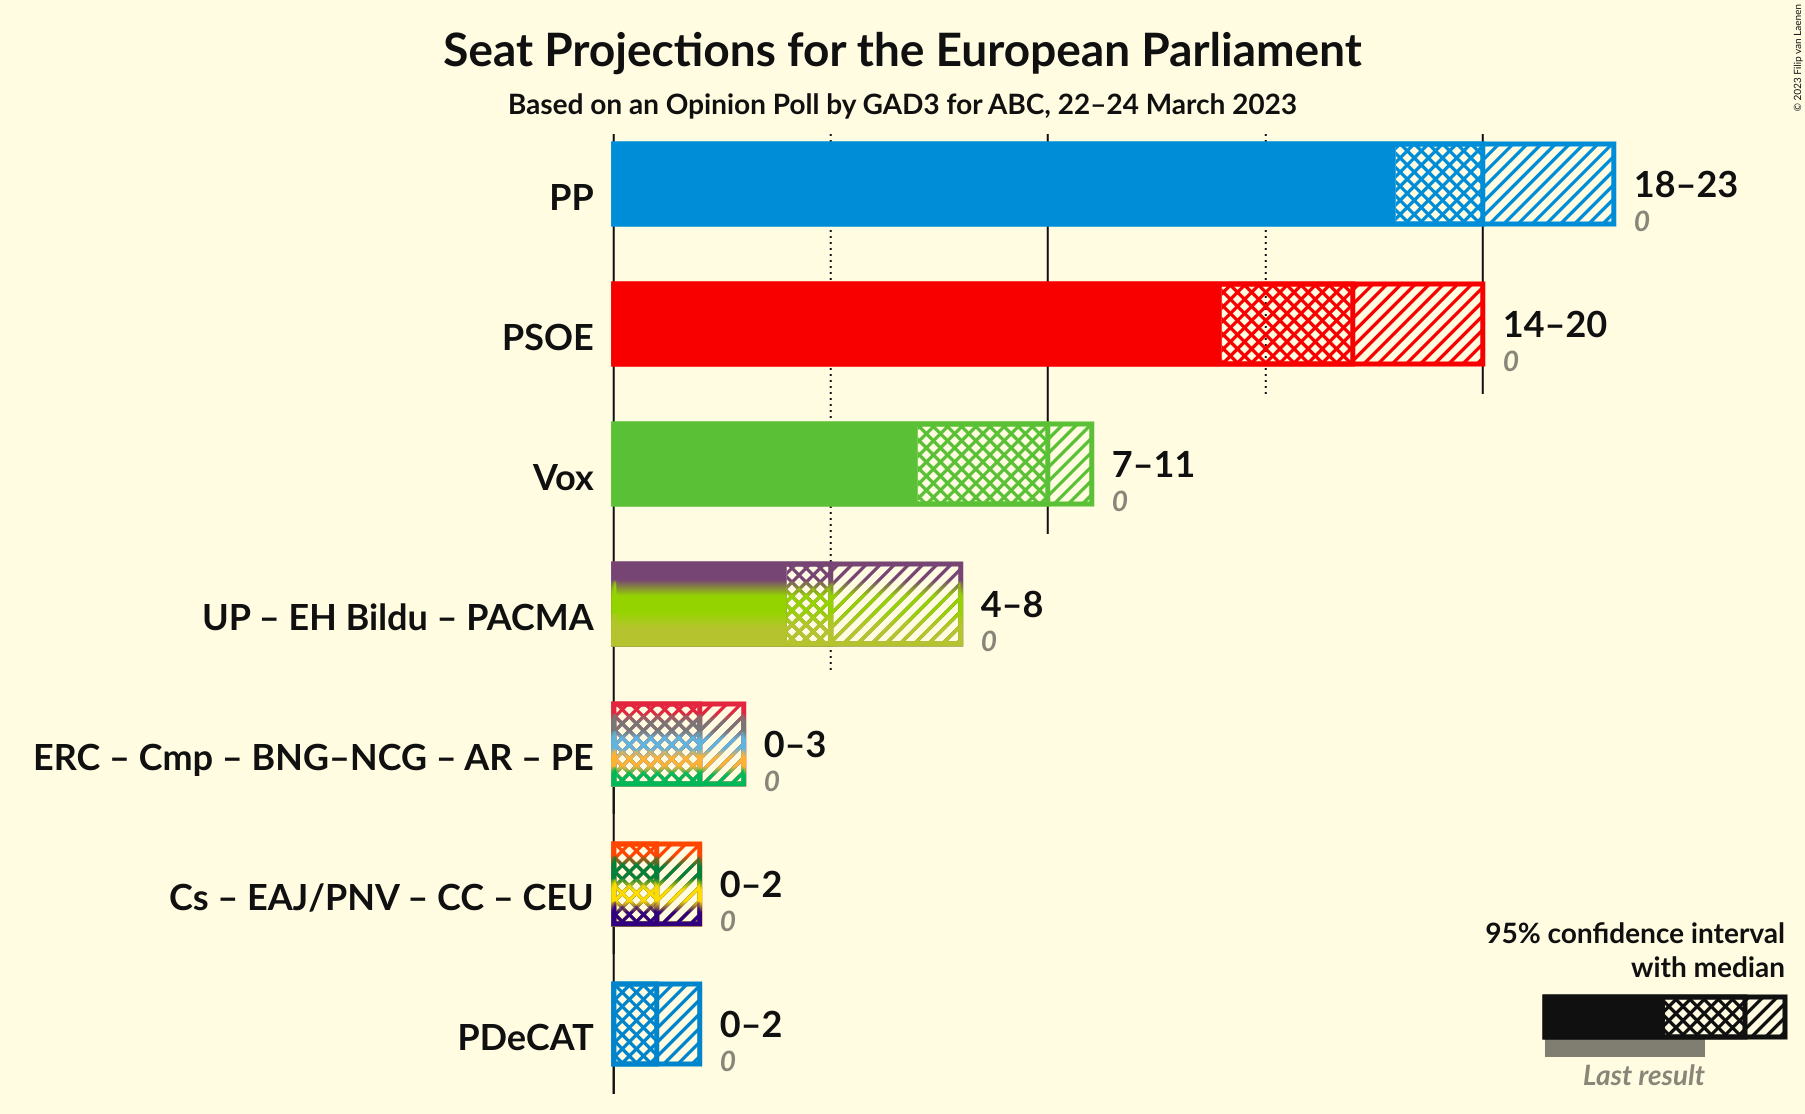 Seat Projections for the European Parliament
Based on an Opinion Poll by GAD3 for ABC, 22–24 March 2023
© 2023 Filip van Laenen
PP
18–23
0
PSOE
14–20
0
Vox
7–11
0
UP – EH Bildu – PACMA
4–8
0
ERC – Cmp – BNG–NCG – AR – PE
0–3
0
Cs – EAJ/PNV – CC – CEU
0–2
0
PDeCAT
0–2
0
95% confidence interval
with median
Last result